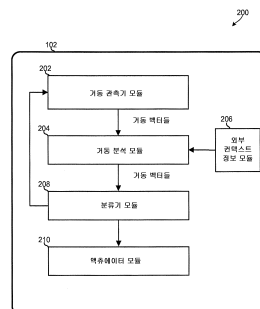 200
102
202
거동 관측기 모듈
거동 벡터들
204
거동 분석 모듈
206
외부
컨텍스트
정보 모듈
거동 벡터들
208
분류기 모듈
210
액츄에이터 모듈